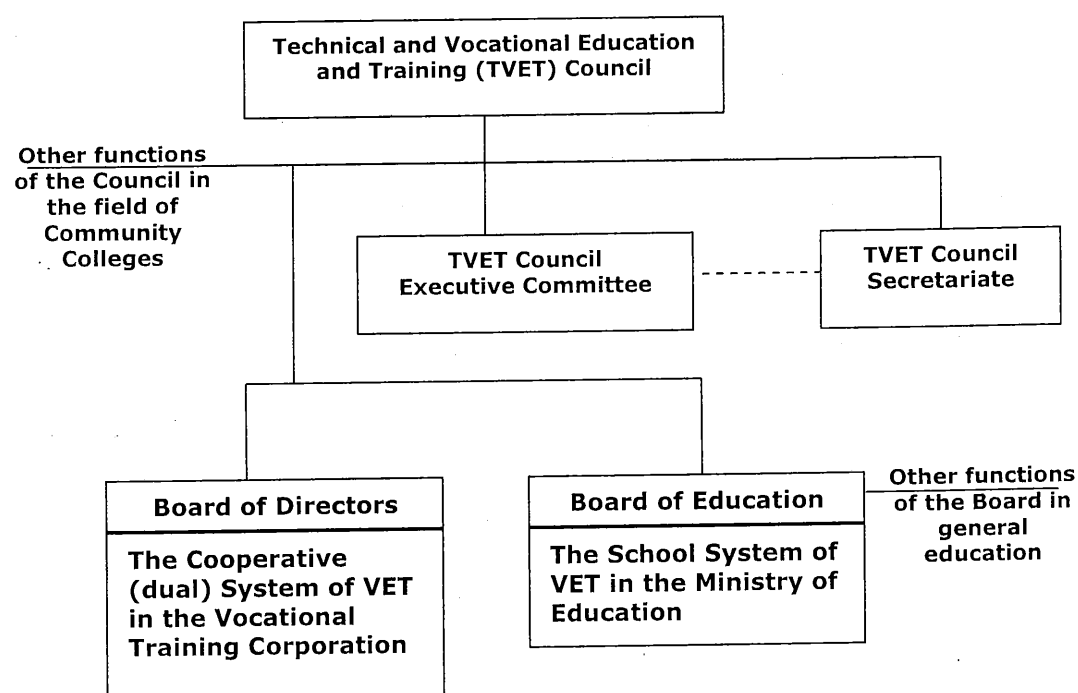 Technical and Vocational Education
and Training (TVET) Council
Other functions
of the Council in
the field of
Community
Colleges
TVET Council
Executive Committee
TVET Council
Secretariate
Board of Directors
The Cooperative
(dual) System of VET
in the Vocational
Training Corporation
Board of Education
The School System of
VET in the Ministry of
Education
Other functions
of the Board in
general
education